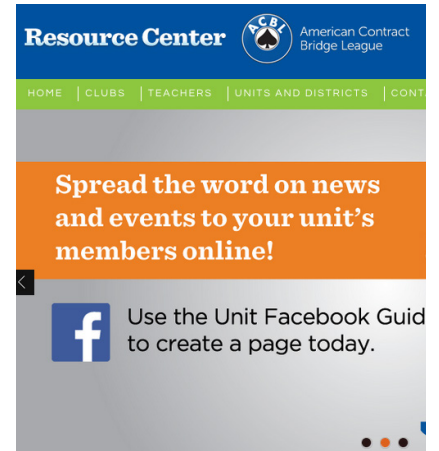 Resource Center
ACBL
American Contract
Bridge League
HOME CLUBS TEACHERS UNITS AND DISTRICTS
Spread the word on news
and events to your unit's
members online!
Use the Unit Facebook
to create a page today.